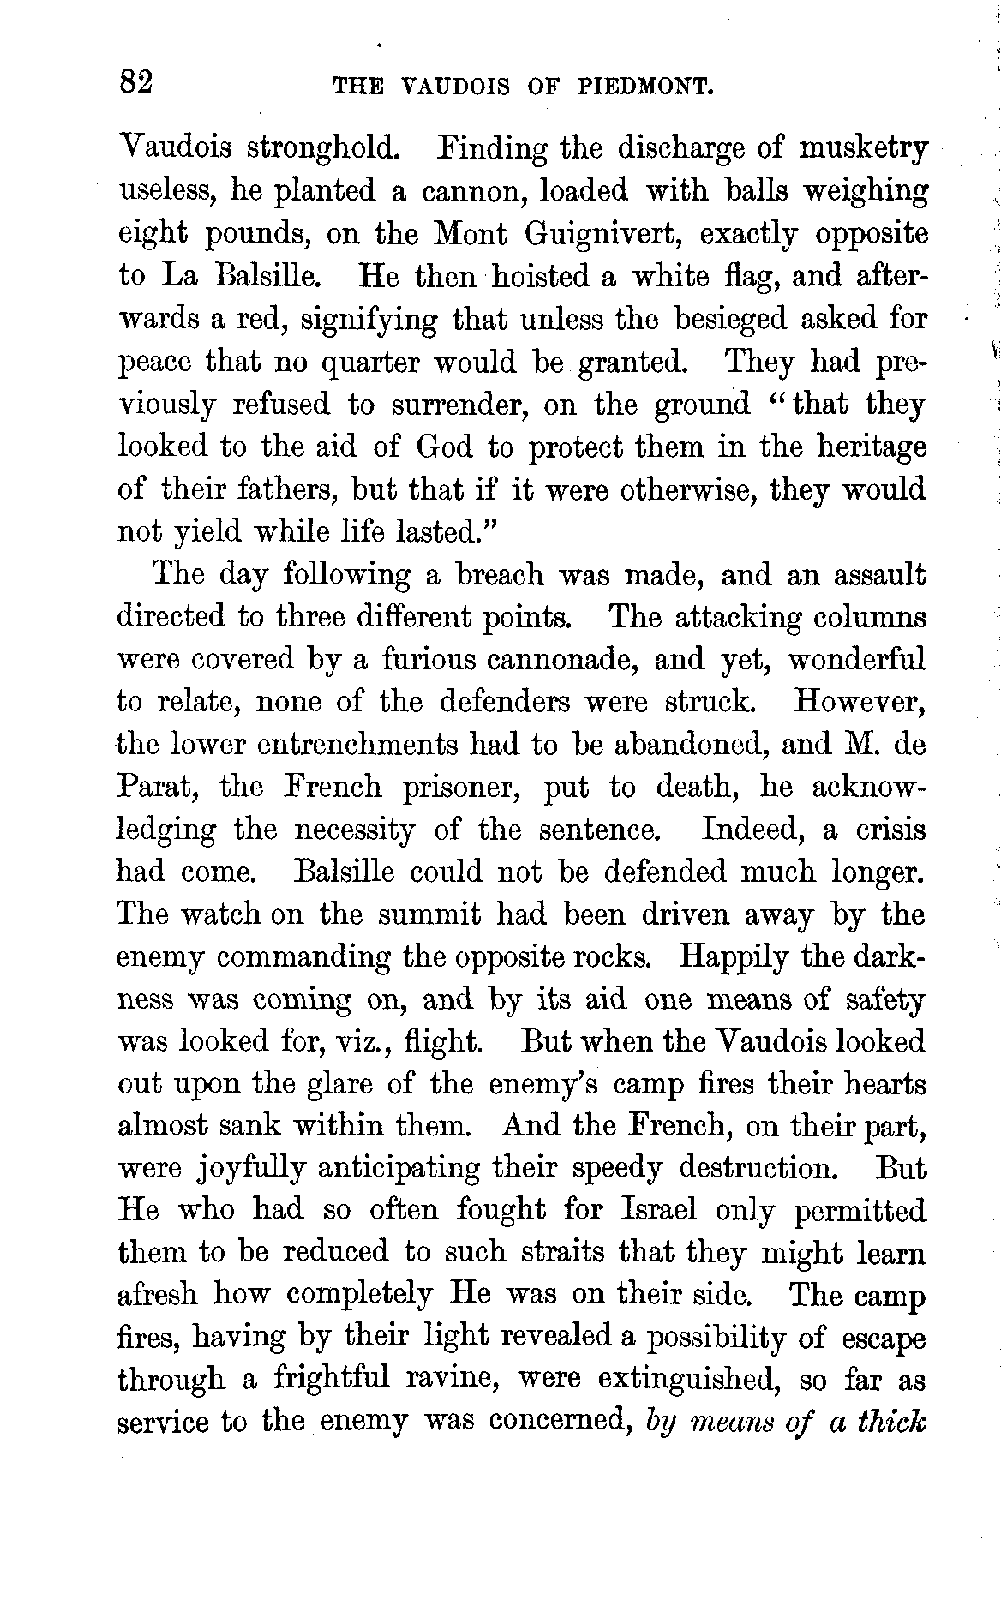 82 THE VAUDOIS OF PIEDMONT.
Vaudois stronghold. Finding the discharge of musketry
useless, he planted a cannon, loaded with balls weighing
eight pounds, on the Mont Guignivert, exactly opposite
to La Balsille. He then hoisted a white flag, and after-
wards a red, signifying that unless the besieged asked for
peace that no quarter would be granted. They had pre-
viously refused to surrender, on the ground “that they
looked to the aid of God to protect them in the heritage
of their fathers, but that if it were otherwise, they would
not yield while life lasted.”
The day following a breach was made, and an assault
directed to three different points. The attacking columns
were covered by a furious cannonade, and yet, wonderful
to relate, none of the defenders were struck. However,
the lower entrenchments had to be abandoned, and M. de
Parat, the French prisoner, put to death, he acknow-
ledging the necessity of the sentence. Indeed, a crisis
had come. Balsille could not be defended much longer.
The watch on the summit had been driven away by the
enemy commanding the opposite rocks. Happily the dark-
ness was coming on, and by its aid one means of safety
was looked for, viz., flight. But when the Vaudois looked
out upon the glare of the enemy’s camp fires their hearts
almost sank within them. And the French, on their part,
were joyfully anticipating their speedy destruction. But
He who had so often fought for Israel only permitted
them to be reduced to such straits that they might learn
afresh how completely He was on their side. The camp
fires, having by their light revealed a possibility of escape
through a frightful ravine, were extinguished, so far as
service to the enemy was concerned, by means of a thick